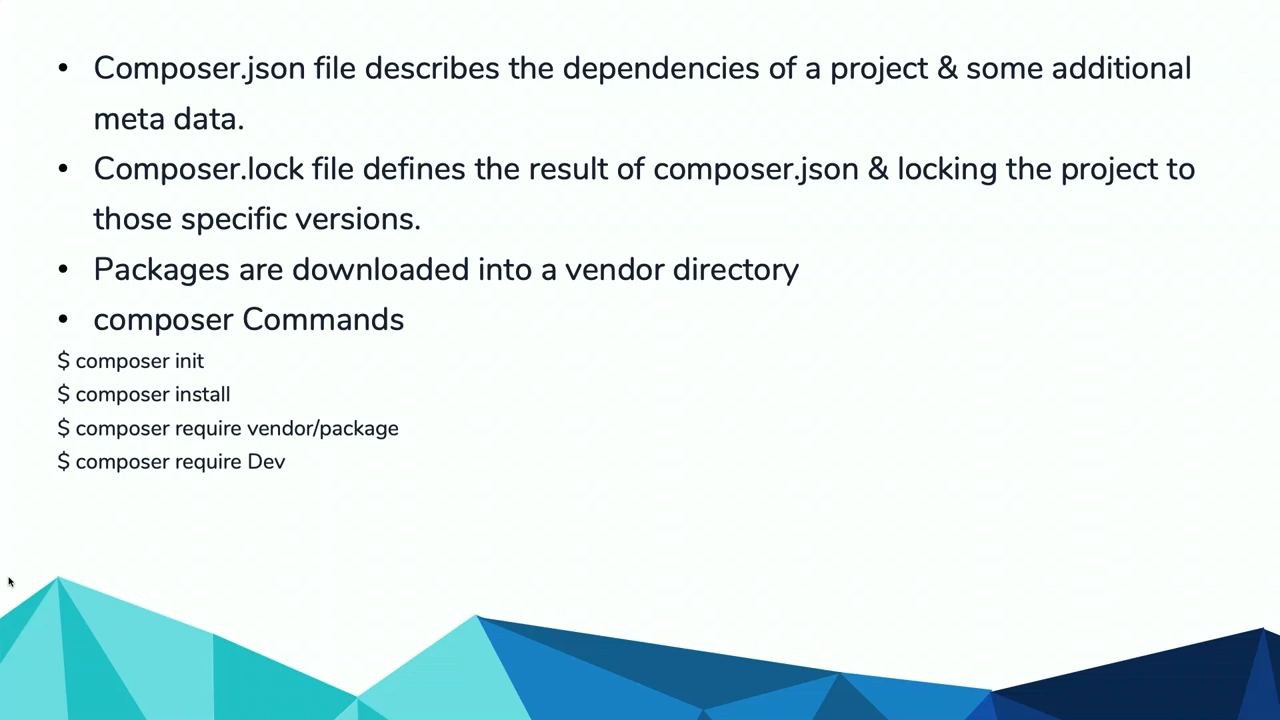 • Composer.json file describes the dependencies of a project & some additional
meta data.
• Composer.lock file defines the result of composer.json & locking the project to
those specific versions.
• Packages are downloaded into a vendor directory
• composer Commands
$ composer init
$ composer install
$ composer require vendor/package
$ composer require Dev